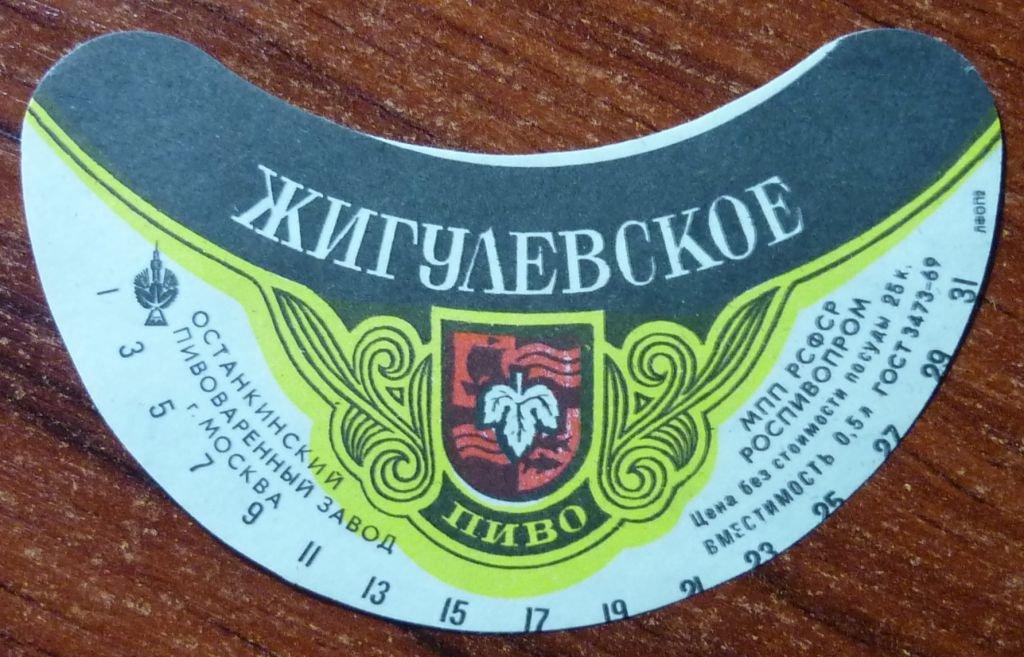 ЖИГУЛЕВСКОЕ
ПИВО
ОСТАНКИНСКИЙ
ПИВОВАРЕННЫЙ ЗАВОД
г. МОСКВА
МПП РСФСР
РОСПИВОПРОМ
Цена без стоимости посуды 25 к.
ВМЕСТИМОСТЬ 0,5 л ГОСТ 3473-69
1 3 5 7 9 11 13 15 17 19 21 23 25 27 29 31